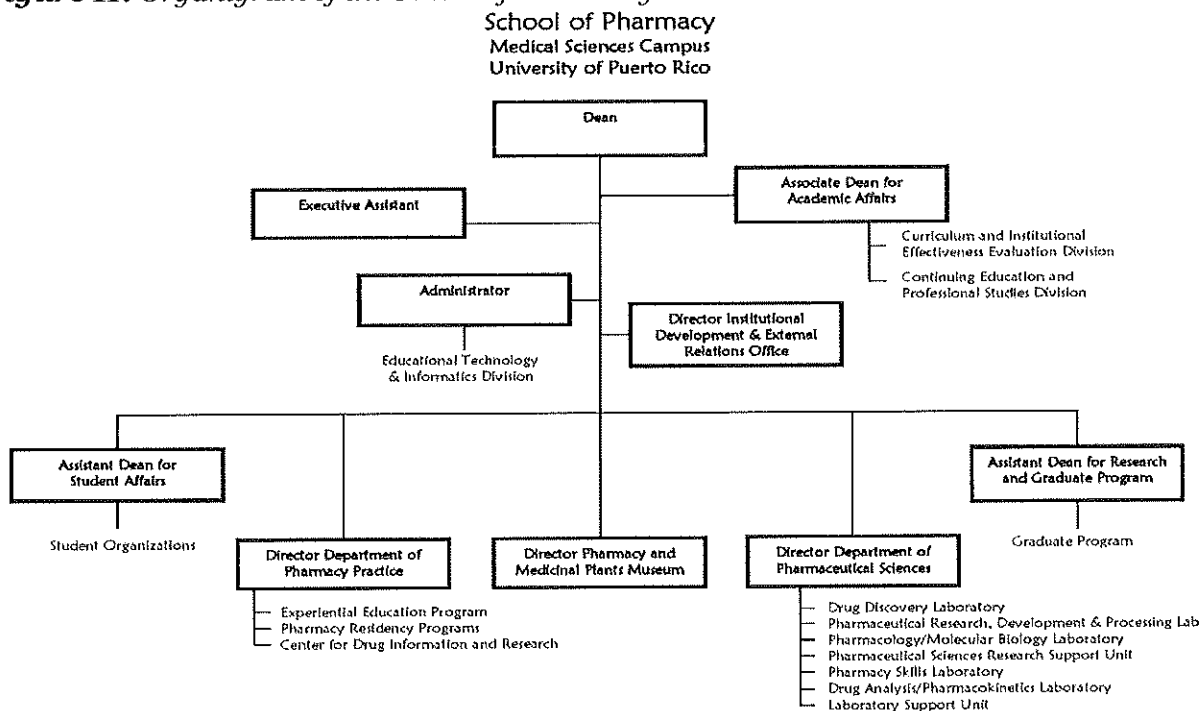 School of Pharmacy
Medical Sciences Campus
University of Puerto Rico
Dean
Executive Assistant
Associate Dean for
Academic Affairs
Curriculum and Institutional
Effectiveness Evaluation Division
Continuing Education and
Professional Studies Division
Administrator
Educational Technology
& Informatics Division
Director Institutional
Development & External
Relations Office
Assistant Dean for
Student Affairs
Student Organizations
Assistant Dean for Research
and Graduate Program
Graduate Program
Director Department of
Pharmacy Practice
Experiential Education Program
Pharmacy Residency Programs
Center for Drug Information and Research
Director Pharmacy and
Medicinal Plants Museum
Director Department of
Pharmaceutical Sciences
Drug Discovery Laboratory
Pharmaceutical Research, Development & Processing Lab
Pharmacology/Molecular Biology Laboratory
Pharmaceutical Sciences Research Support Unit
Pharmacy Skills Laboratory
Drug Analysis/Pharmacokinetics Laboratory
Laboratory Support Unit